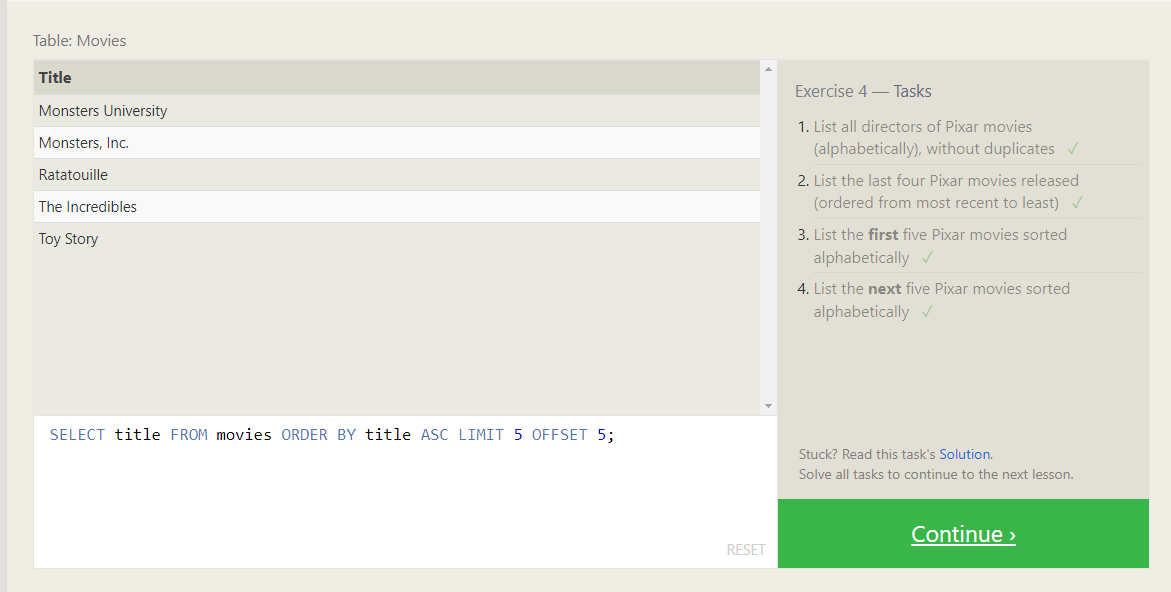 Table: Movies
Title
Monsters University
Monsters, Inc.
Ratatouille
The Incredibles
Toy Story
SELECT title FROM movies ORDER BY title ASC LIMIT 5 OFFSET 5;
RESET
Exercise 4 — Tasks
1. List all directors of Pixar movies
(alphabetically), without duplicates ✓
2. List the last four Pixar movies released
(ordered from most recent to least) ✓
3. List the first five Pixar movies sorted
alphabetically ✓
4. List the next five Pixar movies sorted
alphabetically ✓
Stuck? Read this task's Solution.
Solve all tasks to continue to the next lesson.
Continue ›